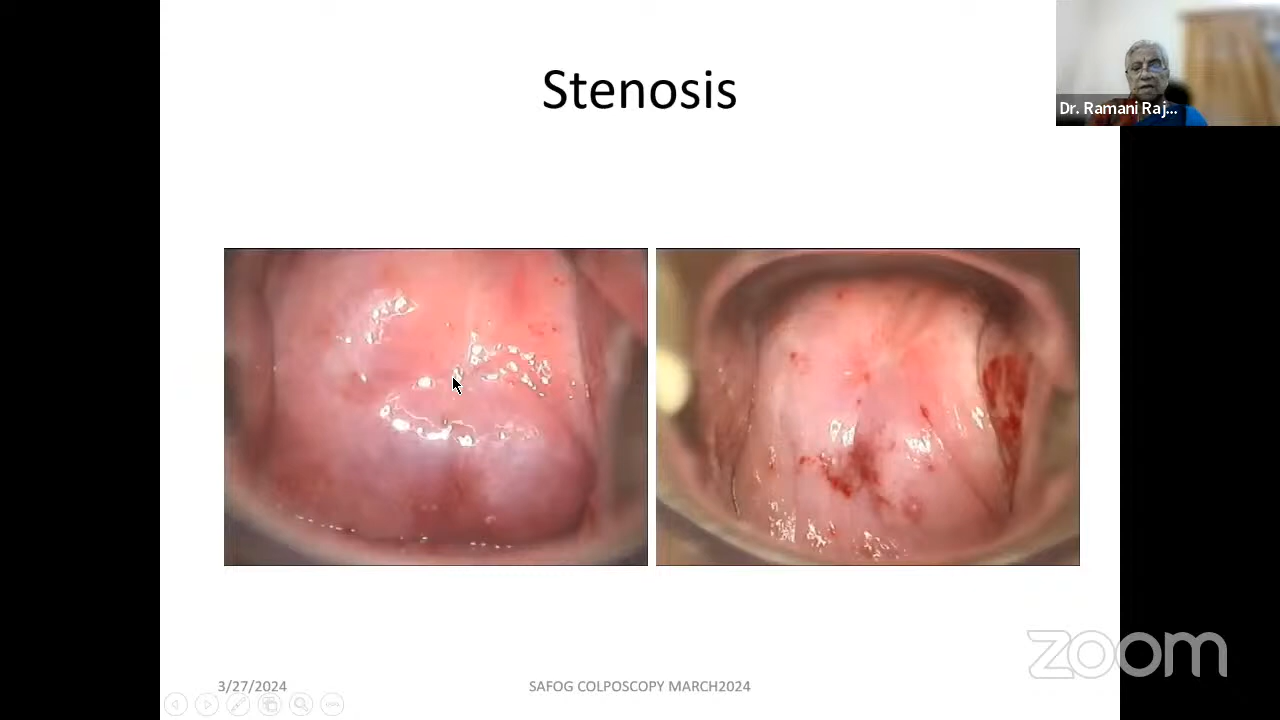 Stenosis
Dr. Ramani Raj...
zoom
3/27/2024
SAFOG COLPOSCOPY MARCH2024